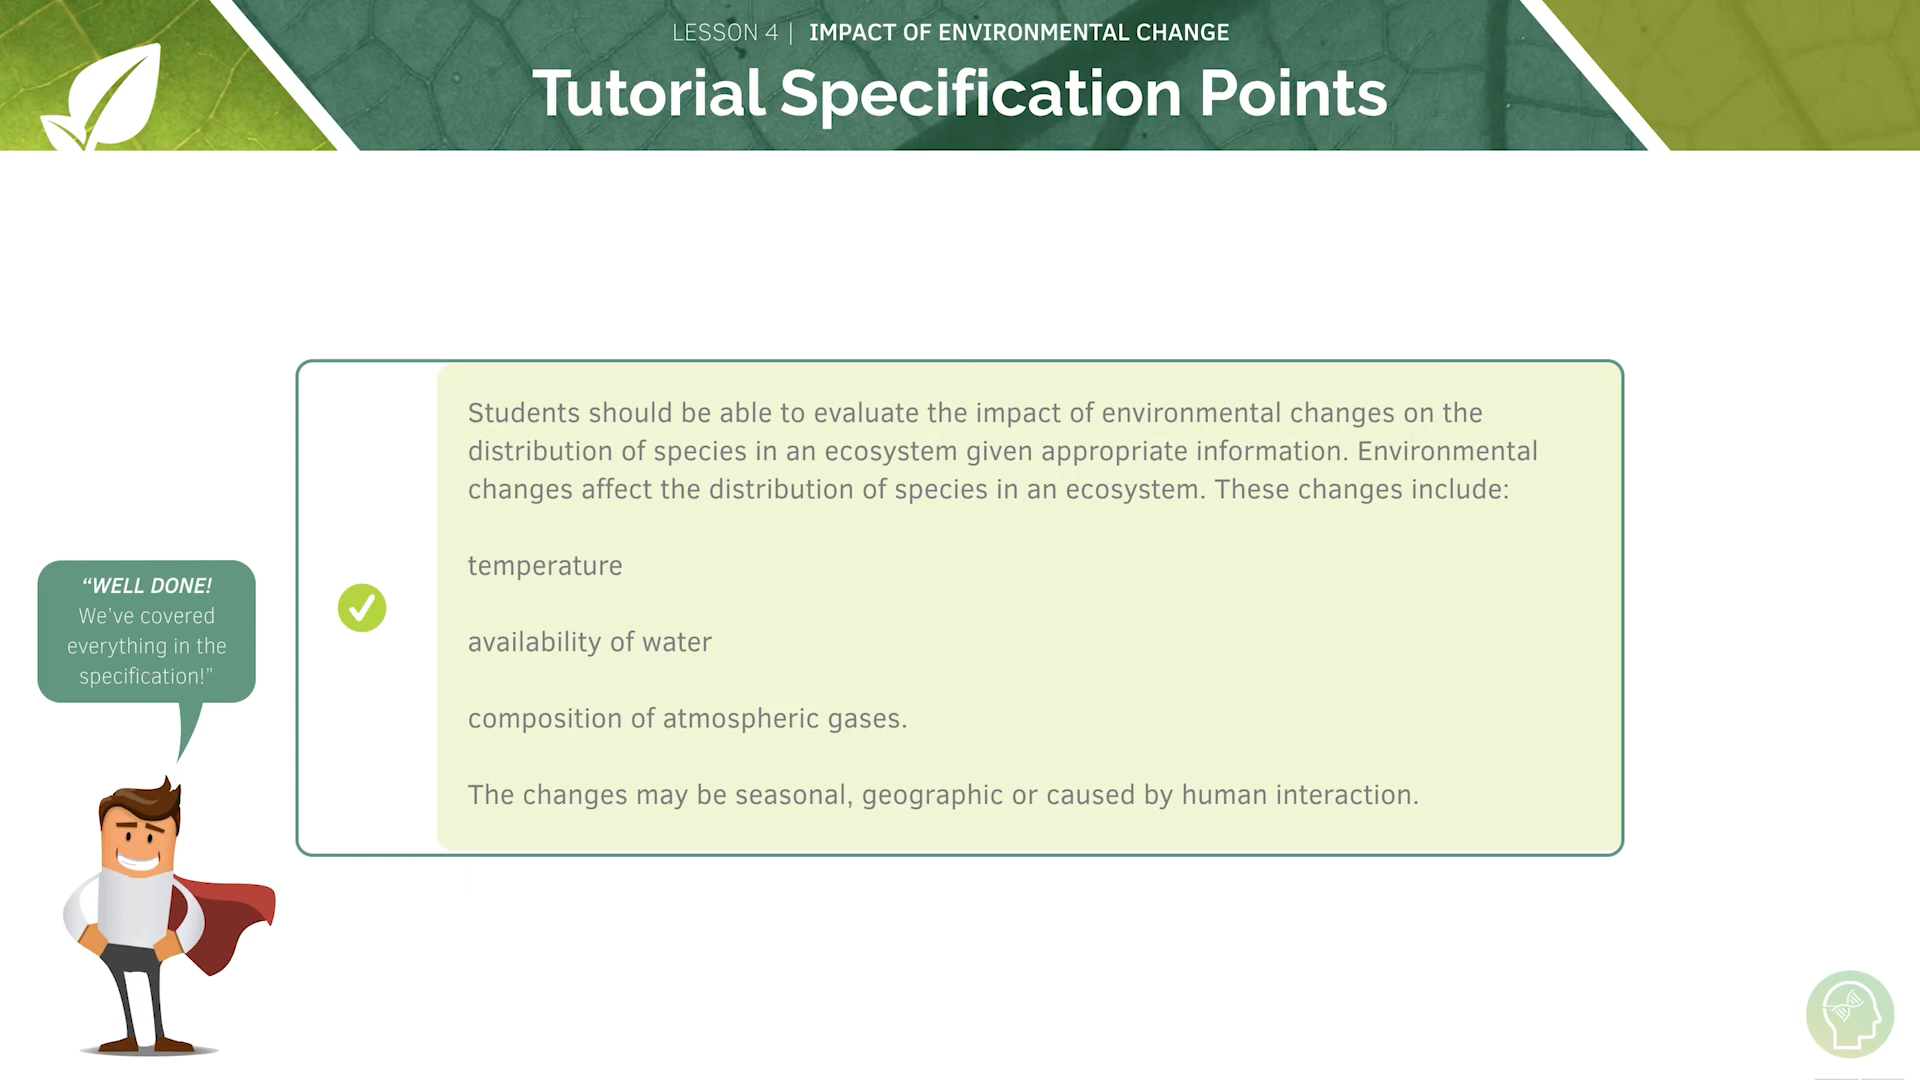 LESSON 4 | IMPACT OF ENVIRONMENTAL CHANGE
Tutorial Specification Points
Students should be able to evaluate the impact of environmental changes on the
distribution of species in an ecosystem given appropriate information. Environmental
changes affect the distribution of species in an ecosystem. These changes include:
temperature
availability of water
composition of atmospheric gases.
The changes may be seasonal, geographic or caused by human interaction.
“WELL DONE!
We’ve covered
everything in the
specification!”